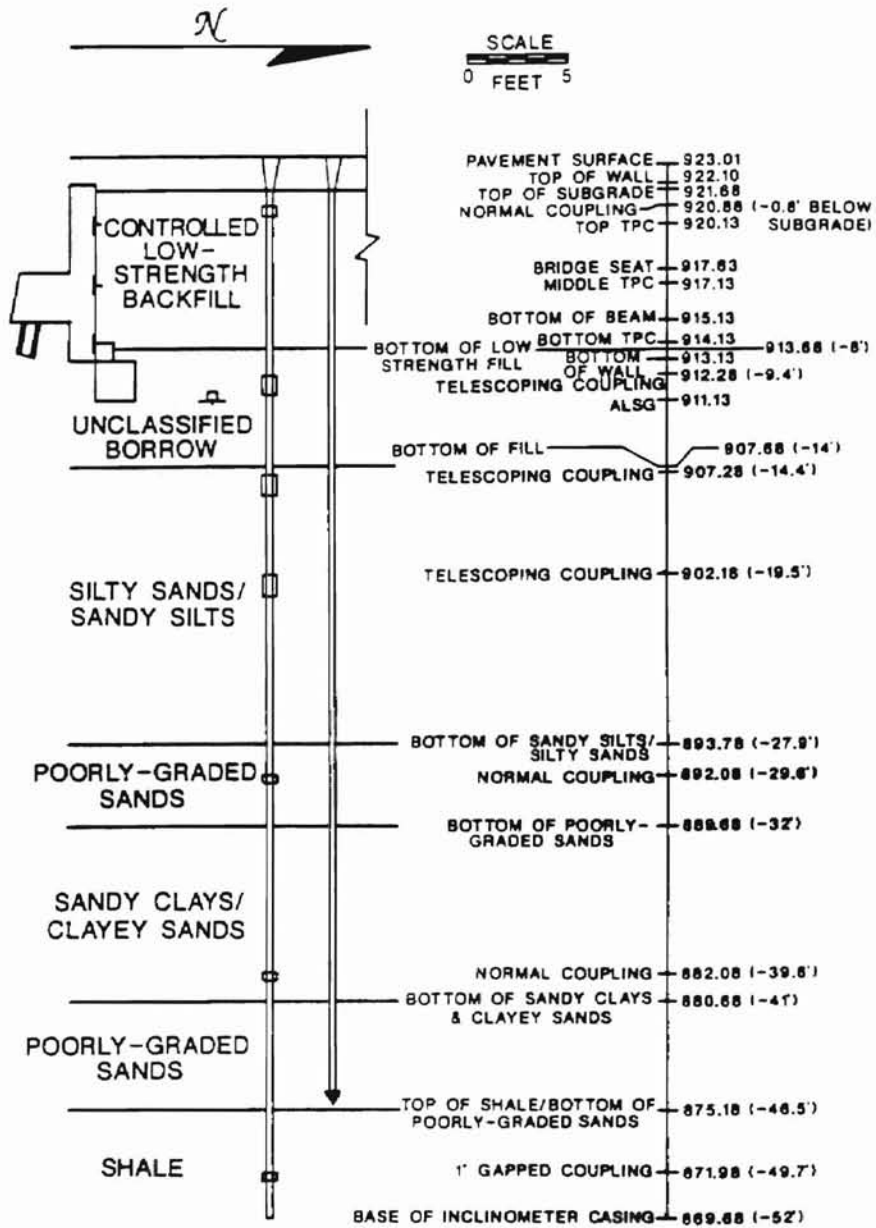 N
SCALE
0 FEET 5
PAVEMENT SURFACE 923.01
TOP OF WALL 922.10
TOP OF SUBGRADE 921.68
NORMAL COUPLING 920.88 (-0.8' BELOW SUBGRADE)
TOP TPC 920.13
CONTROLLED
LOW-
STRENGTH
BACKFILL
BRIDGE SEAT 917.63
MIDDLE TPC 917.13
BOTTOM OF BEAM 915.13
BOTTOM TPC 914.13
BOTTOM OF LOW STRENGTH FILL 913.68 (-8')
BOTTOM OF WALL 913.13
TELESCOPING COUPLING 912.28 (-9.4')
ALSG 911.13
UNCLASSIFIED
BORROW
BOTTOM OF FILL 907.68 (-14')
TELESCOPING COUPLING 907.28 (-14.4')
TELESCOPING COUPLING 902.18 (-19.5')
SILTY SANDS/
SANDY SILTS
BOTTOM OF SANDY SILTS/
SILTY SANDS 893.78 (-27.9')
POORLY-GRADED
SANDS
NORMAL COUPLING 892.08 (-29.6')
BOTTOM OF POORLY-
GRADED SANDS 889.68 (-32')
SANDY CLAYS/
CLAYEY SANDS
NORMAL COUPLING 882.08 (-39.6')
BOTTOM OF SANDY CLAYS
& CLAYEY SANDS 880.68 (-41')
POORLY-GRADED
SANDS
TOP OF SHALE/BOTTOM OF
POORLY-GRADED SANDS 875.18 (-46.5')
SHALE
1" GAPPED COUPLING 871.98 (-49.7')
BASE OF INCLINOMETER CASING 869.68 (-52')